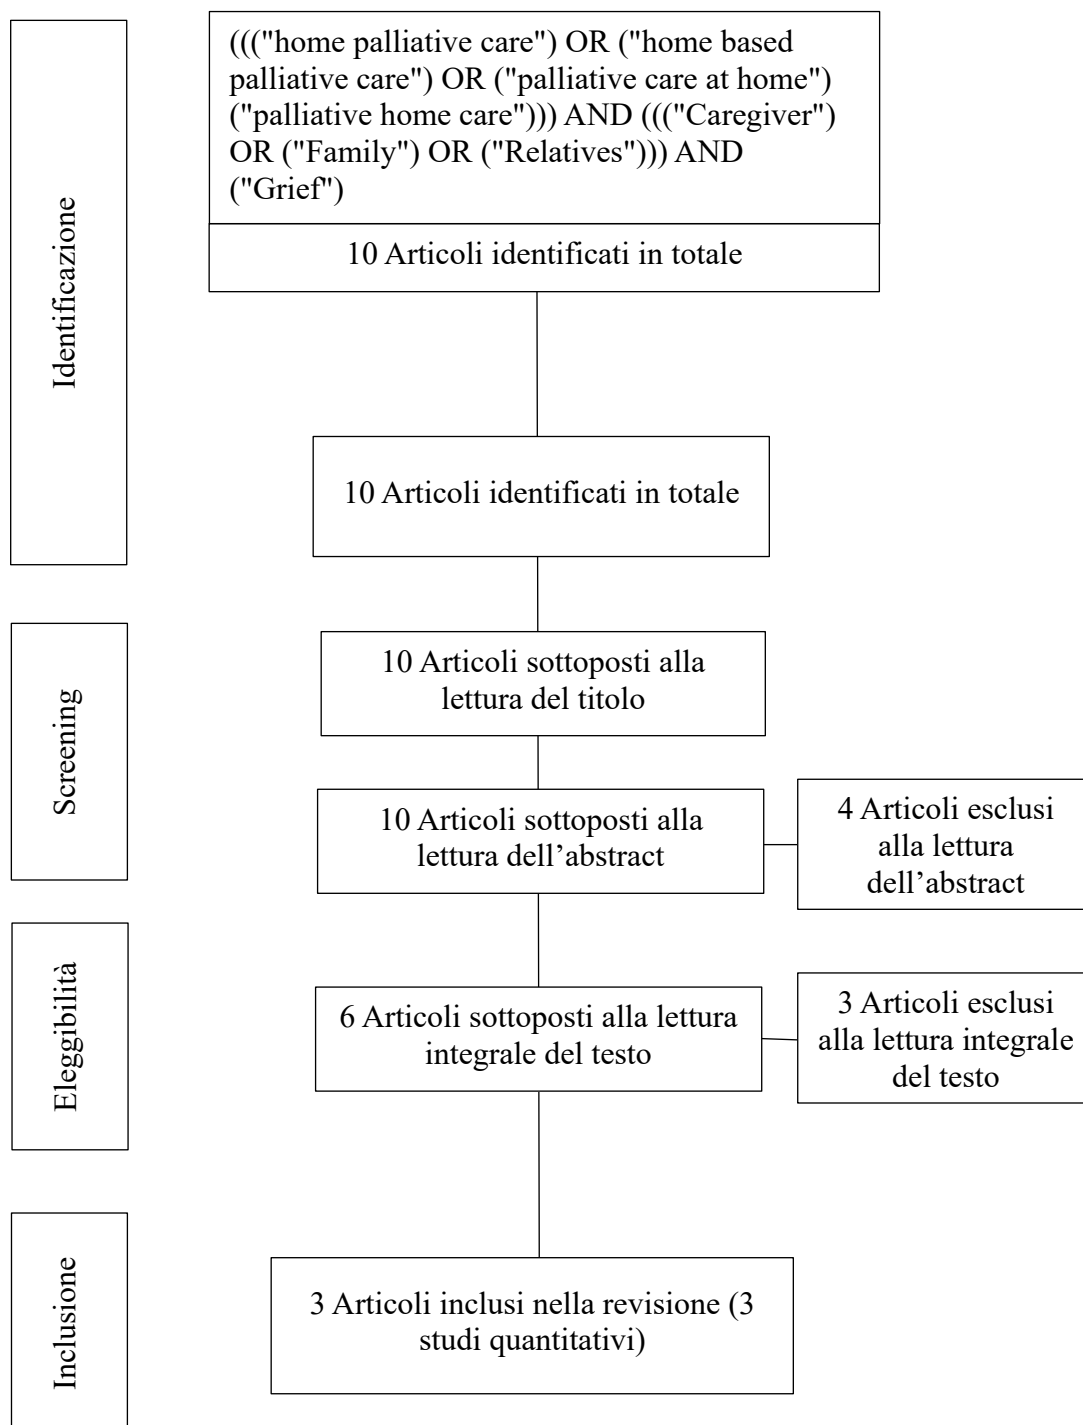 Identificazione
((("home palliative care") OR ("home based
palliative care") OR ("palliative care at home")
("palliative home care"))) AND ((("Caregiver")
OR ("Family") OR ("Relatives"))) AND
("Grief")
10 Articoli identificati in totale
10 Articoli identificati in totale
Screening
10 Articoli sottoposti alla
lettura del titolo
10 Articoli sottoposti alla
lettura dell’abstract
4 Articoli esclusi
alla lettura
dell’abstract
Eleggibilità
6 Articoli sottoposti alla lettura
integrale del testo
3 Articoli esclusi
alla lettura integrale
del testo
Inclusione
3 Articoli inclusi nella revisione (3
studi quantitativi)